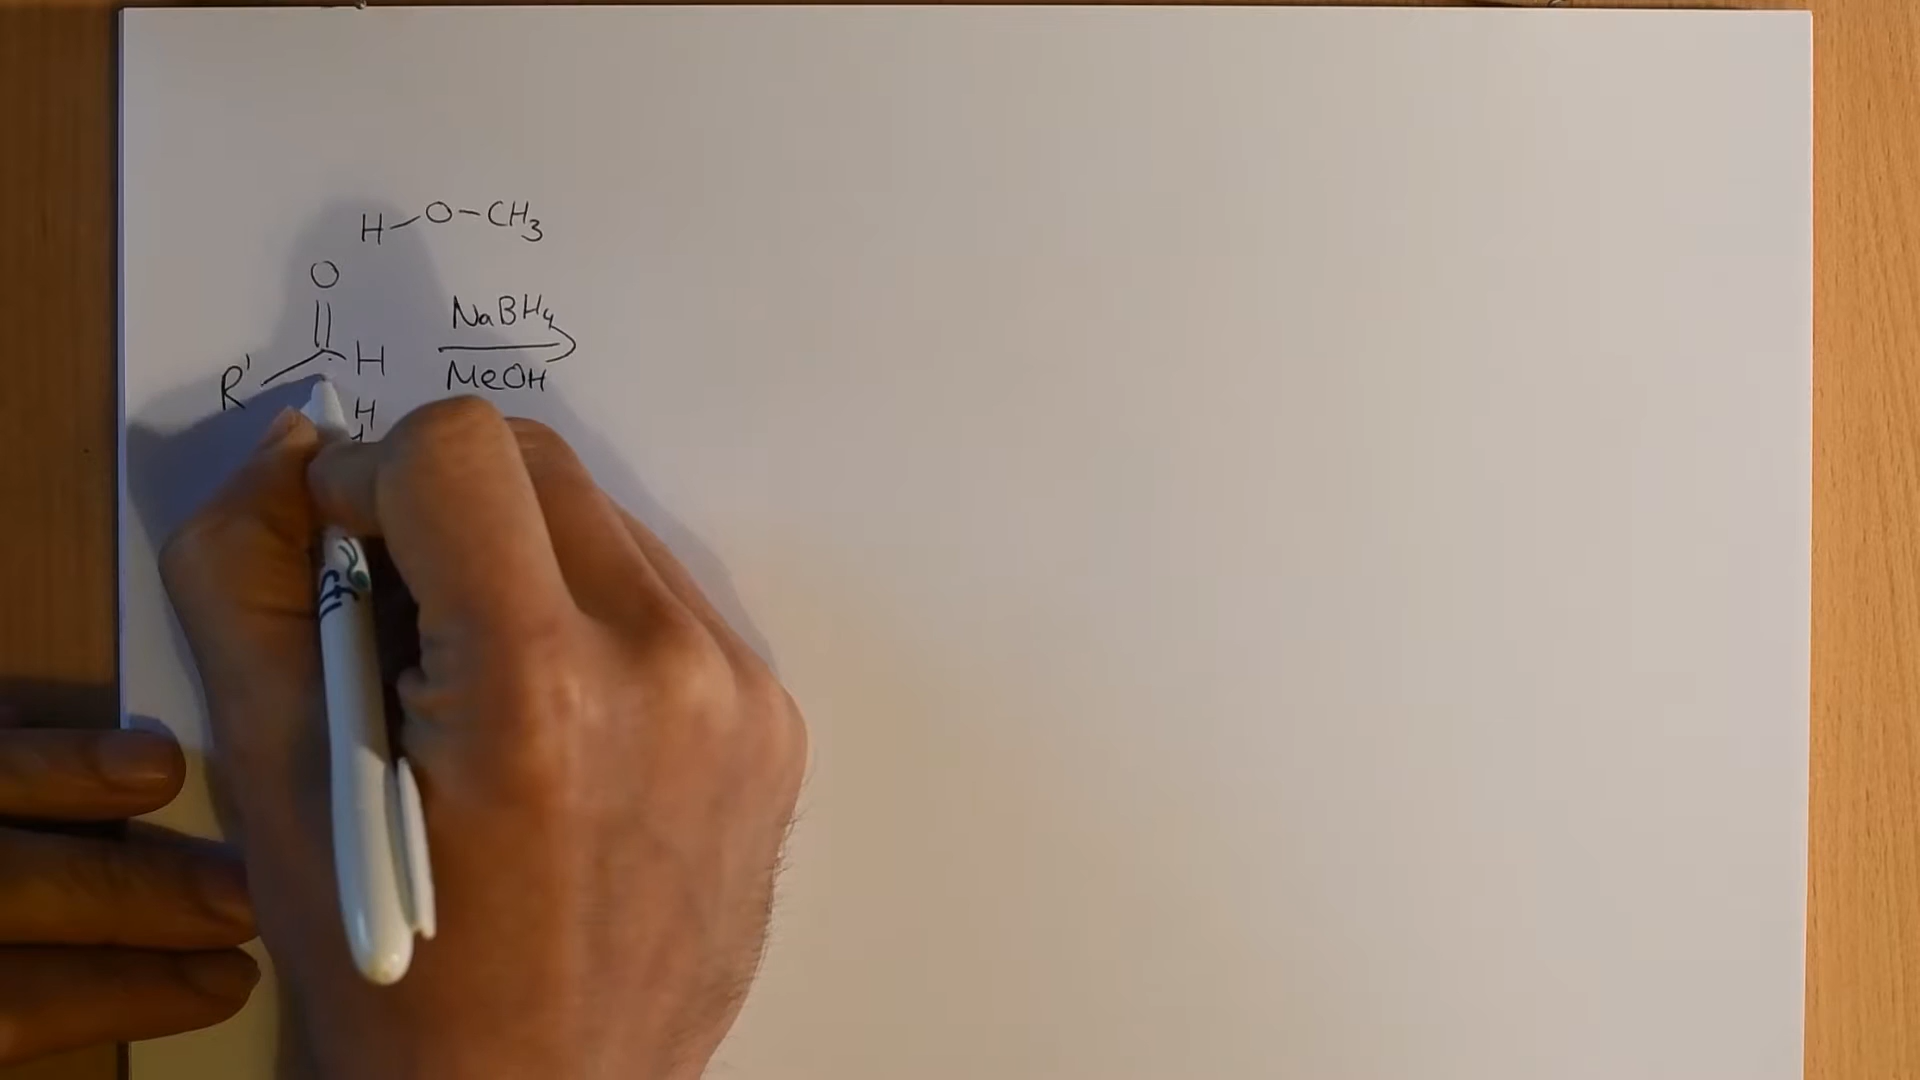 H-O-CH3
O
NaBH4
R' H
MeOH
H